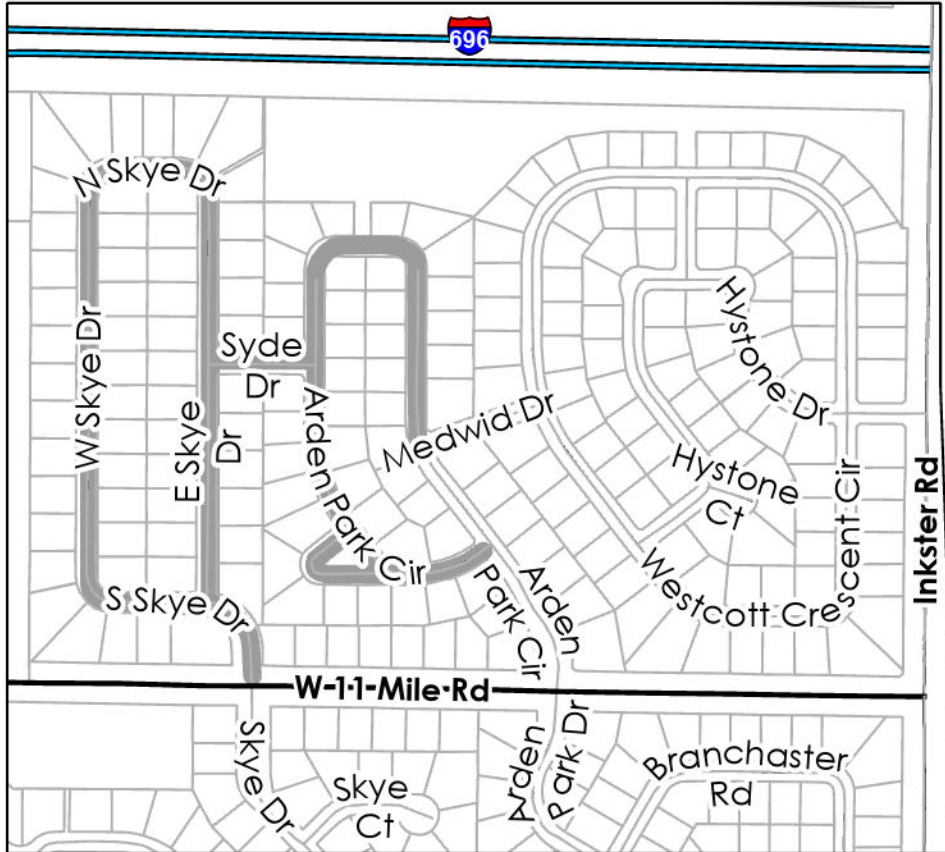 696
N Skye Dr
W Skye Dr
E Skye
Dr
Syde
Dr
Arden Park Cir
Medwid Dr
Hystone Dr
Hystone
Ct
Westcott Crescent Cir
Inkster Rd
S Skye Dr
Arden
Park Cir
W 11 Mile Rd
Skye Dr
Skye
Ct
Arden
Park Dr
Branchaster
Rd